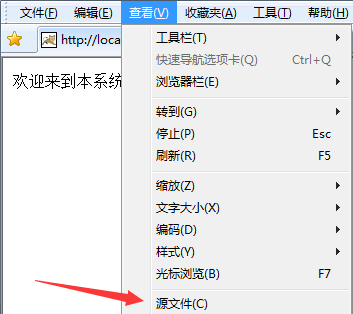 文件(F) 编辑(E) 查看(V) 收藏夹(A) 工具(T) 帮助(H)
http://loca
欢迎来到本系统
工具栏(T)
快速导航选项卡(Q) Ctrl+Q
浏览器栏(E)
转到(G)
停止(P) Esc
刷新(R) F5
缩放(Z)
文字大小(X)
编码(D)
样式(Y)
光标浏览(B) F7
源文件(C)